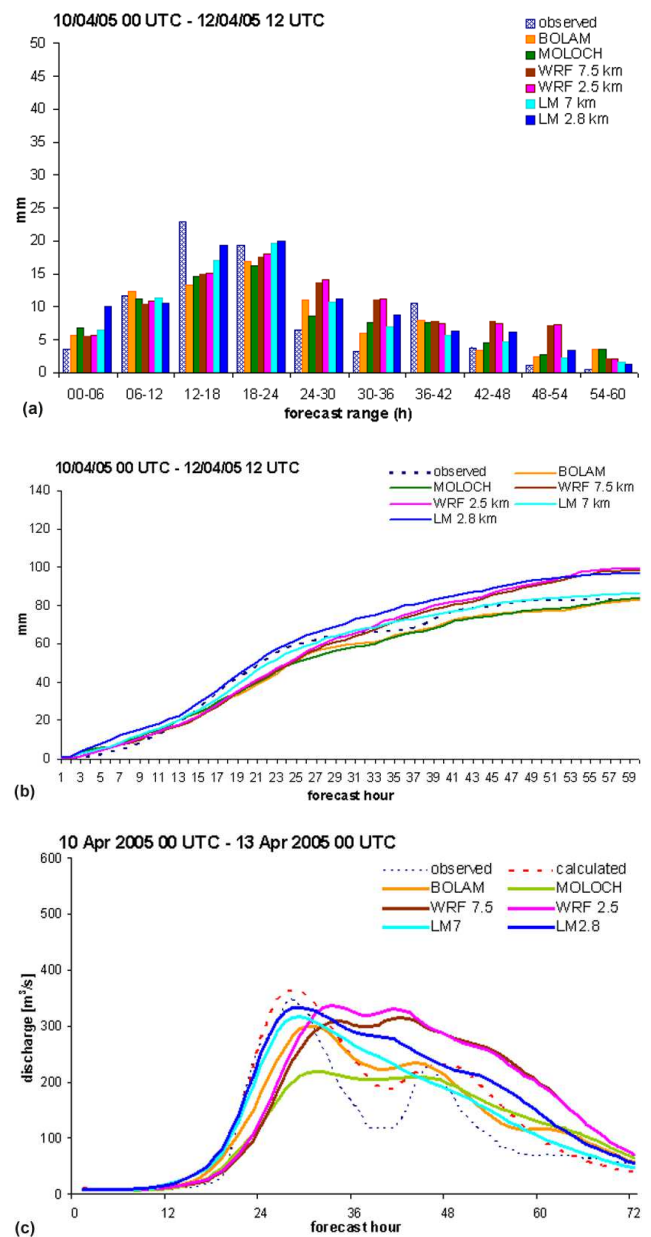 10/04/05 00 UTC - 12/04/05 12 UTC
observed
BOLAM
MOLOCH
WRF 7.5 km
WRF 2.5 km
LM 7 km
LM 2.8 km
50
45
40
35
30
25
20
15
10
5
0
mm
00-06 06-12 12-18 18-24 24-30 30-36 36-42 42-48 48-54 54-60
forecast range (h)
(a)
10/04/05 00 UTC - 12/04/05 12 UTC
observed BOLAM
MOLOCH WRF 7.5 km
WRF 2.5 km LM 7 km
LM 2.8 km
140
120
100
80
60
40
20
0
mm
1 3 5 7 9 11 13 15 17 19 21 23 25 27 29 31 33 35 37 39 41 43 45 47 49 51 53 55 57 59
forecast hour
(b)
10 Apr 2005 00 UTC - 13 Apr 2005 00 UTC
observed calculated
BOLAM MOLOCH
WRF 7.5 WRF 2.5
LM7 LM2.8
600
500
400
300
200
100
0
discharge [m³/s]
0 12 24 36 48 60 72
forecast hour
(c)